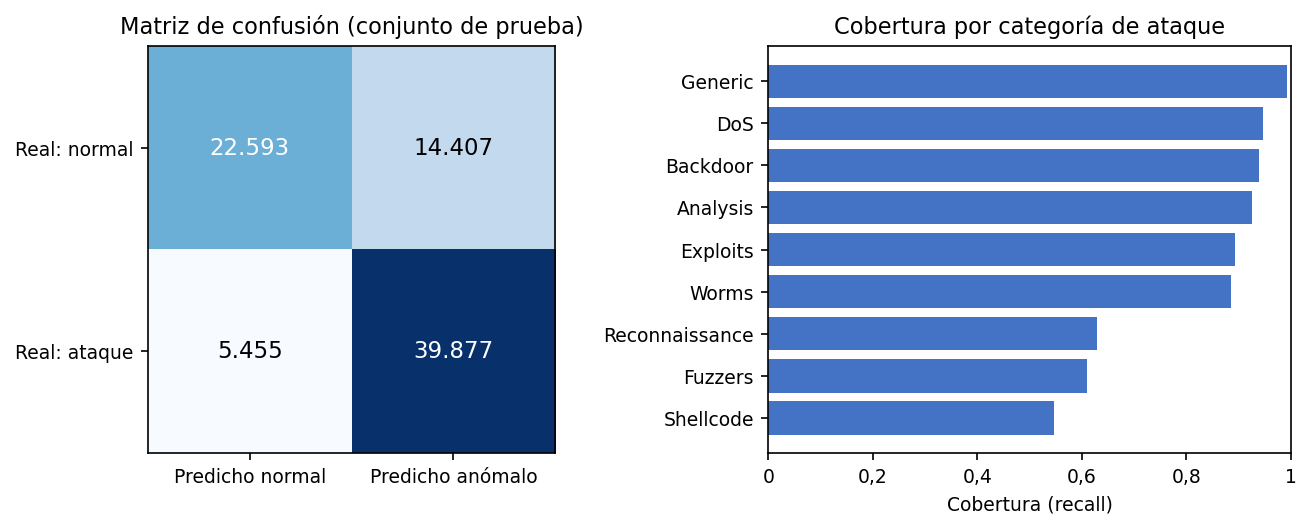 Matriz de confusión (conjunto de prueba)
Real: normal
22.593
14.407
Real: ataque
5.455
39.877
Predicho normal
Predicho anómalo
Cobertura por categoría de ataque
Generic
DoS
Backdoor
Analysis
Exploits
Worms
Reconnaissance
Fuzzers
Shellcode
0
0,2
0,4
0,6
0,8
1
Cobertura (recall)